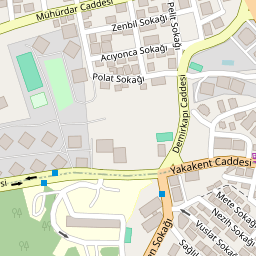 Mühürdar Caddesi
Zenbil Sokağı
Pelit Sokağı
Acıyonca Sokağı
Polat Sokağı
Demirkapı Caddesi
Yakakent Caddesi
Mete Sokağı
Nezih Sokağı
Vuslat Sokağı
Sokağı